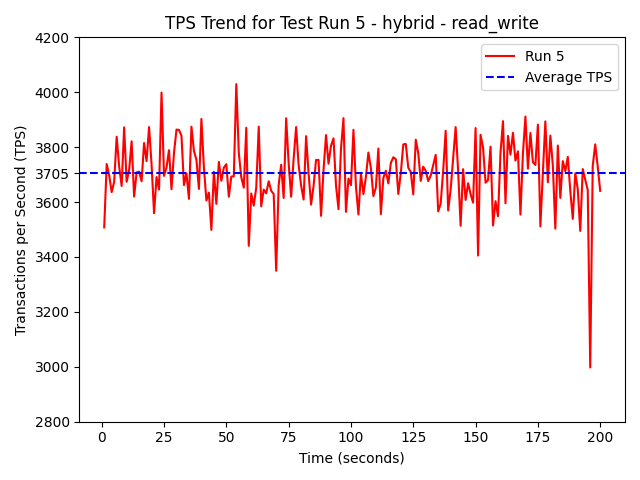 TPS Trend for Test Run 5 - hybrid - read_write
Run 5
Average TPS
Transactions per Second (TPS)
4200
4000
3800
3705
3600
3400
3200
3000
2800
0 25 50 75 100 125 150 175 200
Time (seconds)